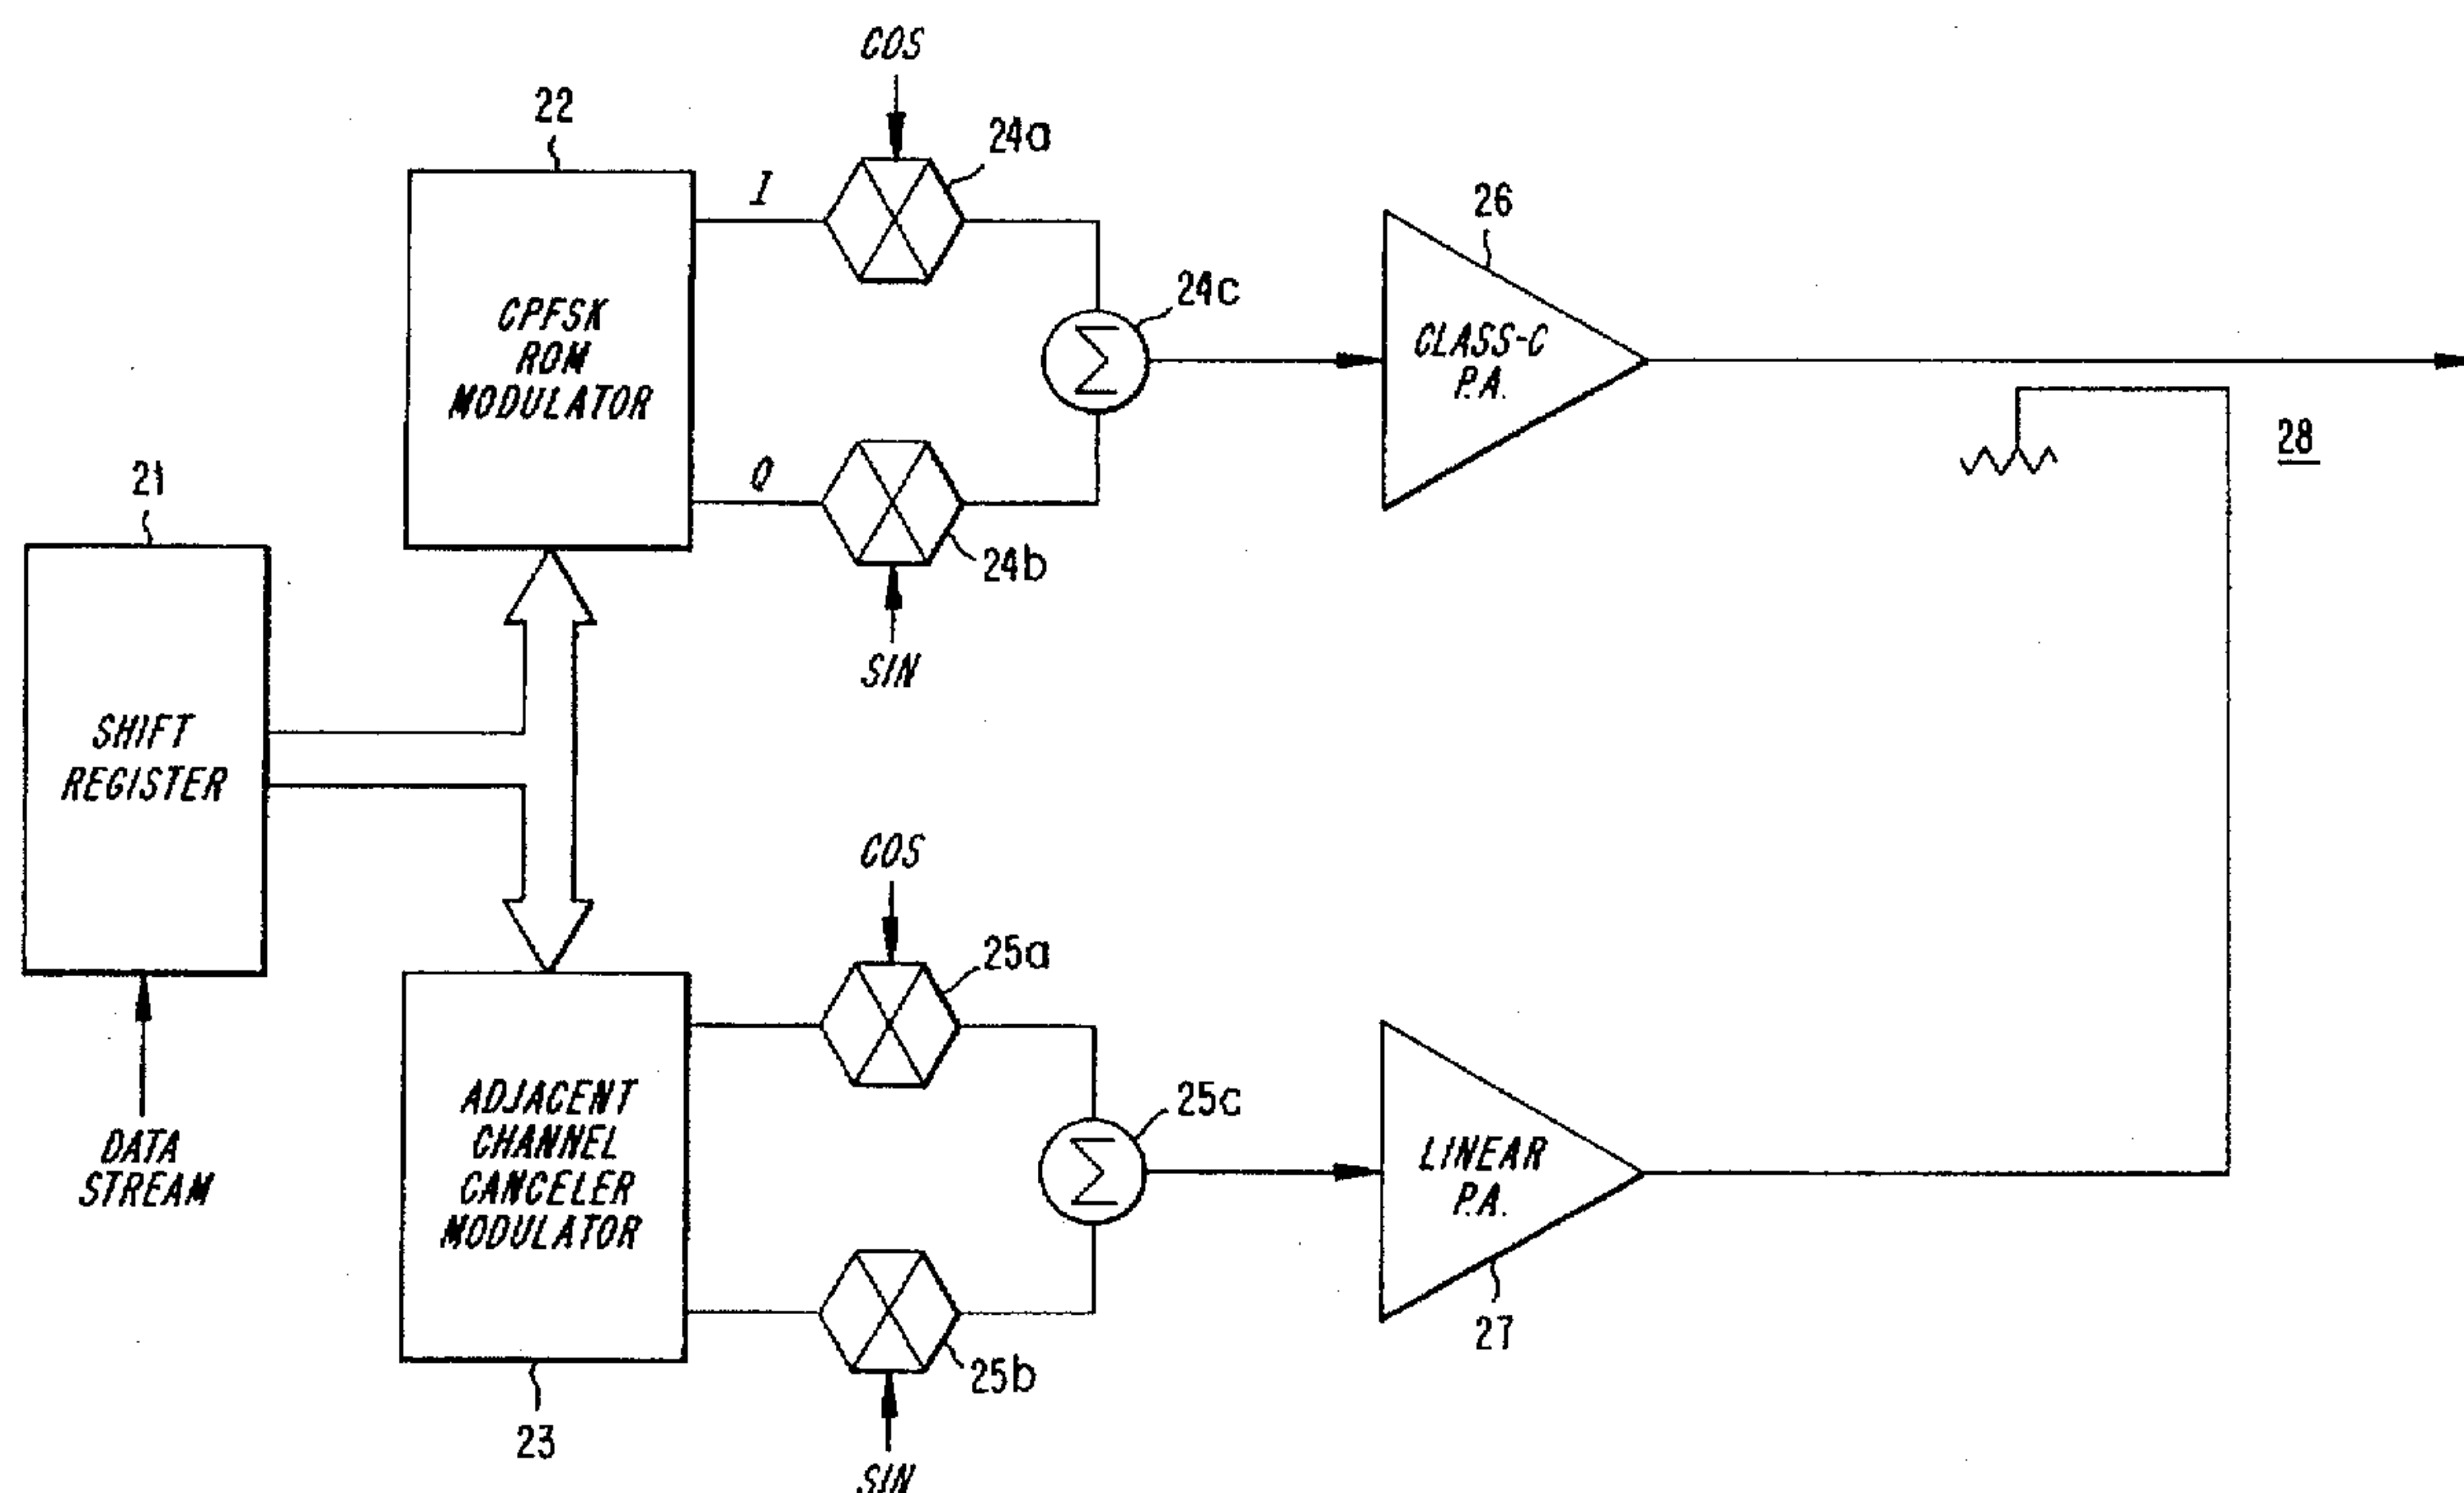 COS
22
24a
I
26
CPFSK
ROM
MODULATOR
24c
CLASS-C
P.A.
28
21
Q
24b
SIN
SHIFT
REGISTER
COS
25a
ADJACENT
CHANNEL
CANCELER
MODULATOR
25c
LINEAR
P.A.
DATA
STREAM
27
25b
23
SIN